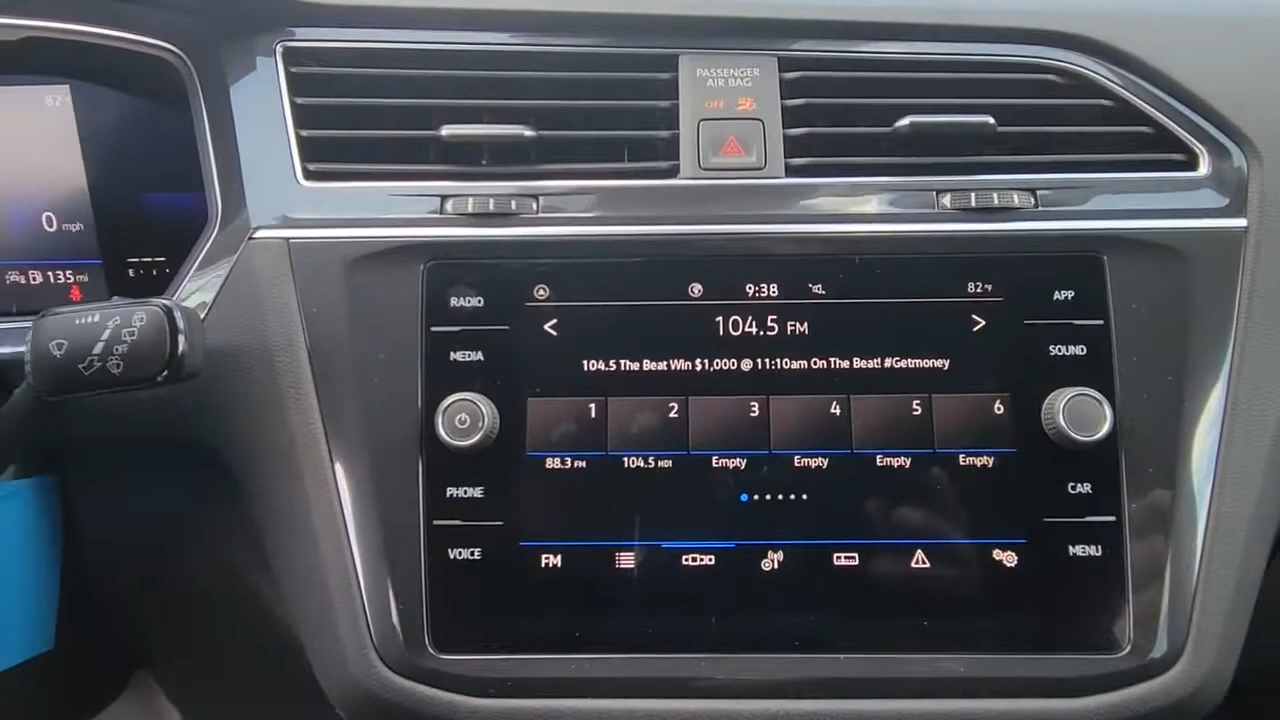 PASSENGER
AIR BAG
OFF
82
0 mph
135 mi
E
OFF
RADIO
MEDIA
PHONE
VOICE
9:38
82°F
104.5 FM
104.5 The Beat Win $1,000 @ 11:10am On The Beat! #Getmoney
1 2 3 4 5 6
88.3 FM 104.5 HD1 Empty Empty Empty Empty
FM
APP
SOUND
CAR
MENU